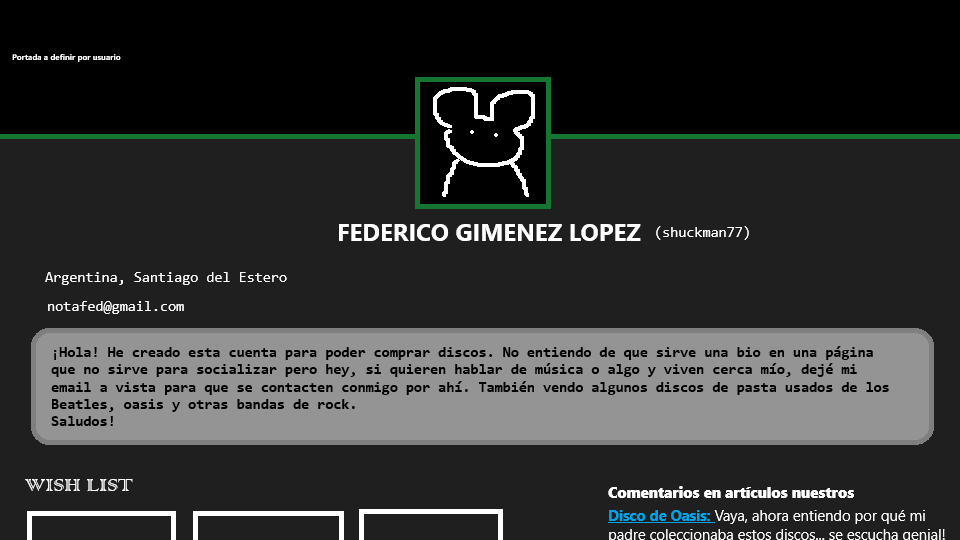 Portada a definir por usuario
FEDERICO GIMENEZ LOPEZ (shuckman77)
Argentina, Santiago del Estero
notafed@gmail.com
¡Hola! He creado esta cuenta para poder comprar discos. No entiendo de que sirve una bio en una página
que no sirve para socializar pero hey, si quieren hablar de música o algo y viven cerca mío, dejé mi
email a vista para que se contacten conmigo por ahí. También vendo algunos discos de pasta usados de los
Beatles, oasis y otras bandas de rock.
Saludos!
WISH LIST
Comentarios en artículos nuestros
Disco de Oasis: Vaya, ahora entiendo por qué mi
padre coleccionaba estos discos... se escucha genial!